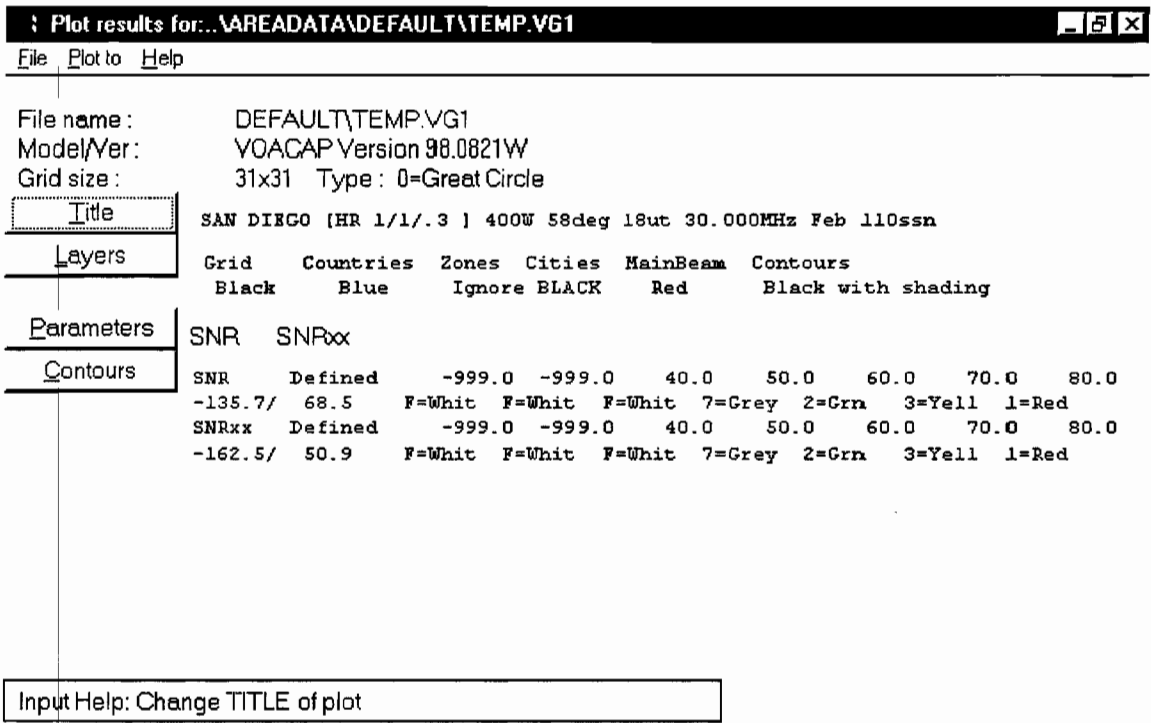 Plot results for:...\AREADATA\DEFAULT\TEMP.VG1
File Plot to Help
File name : DEFAULT\TEMP.VG1
Model/Ver : VOACAP Version 98.0821W
Grid size : 31x31 Type : 0=Great Circle
Title
SAN DIEGO [HR 1/1/.3 ] 400W 58deg 18ut 30.000MHz Feb 110ssn
Layers
Grid Countries Zones Cities MainBeam Contours
Black Blue Ignore BLACK Red Black with shading
Parameters
SNR SNRxx
Contours
SNR Defined -999.0 -999.0 40.0 50.0 60.0 70.0 80.0
-135.7/ 68.5 F=Whit F=Whit F=Whit 7=Grey 2=Grn 3=Yell 1=Red
SNRxx Defined -999.0 -999.0 40.0 50.0 60.0 70.0 80.0
-162.5/ 50.9 F=Whit F=Whit F=Whit 7=Grey 2=Grn 3=Yell 1=Red
Input Help: Change TITLE of plot